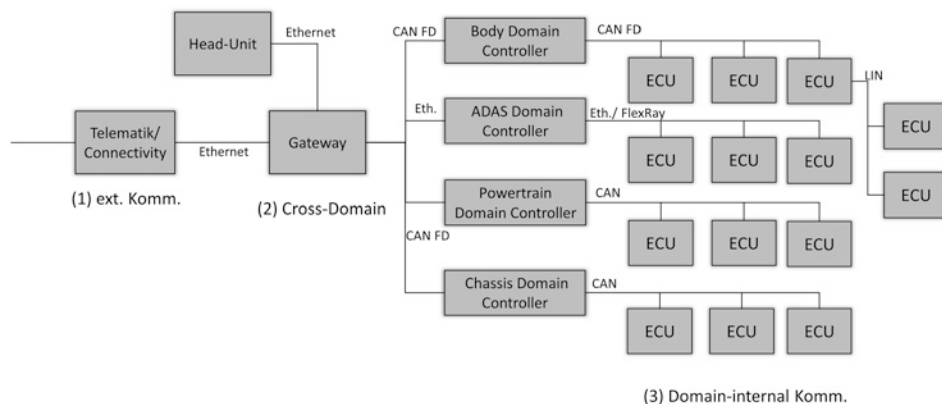 Head-Unit
Ethernet
Telematik/
Connectivity
Ethernet
(1) ext. Komm.
Gateway
(2) Cross-Domain
CAN FD
Body Domain
Controller
CAN FD
ECU
ECU
ECU
LIN
ECU
ECU
Eth.
ADAS Domain
Controller
Eth./ FlexRay
ECU
ECU
ECU
Powertrain
Domain Controller
CAN
ECU
ECU
ECU
CAN FD
Chassis Domain
Controller
CAN
ECU
ECU
ECU
(3) Domain-internal Komm.